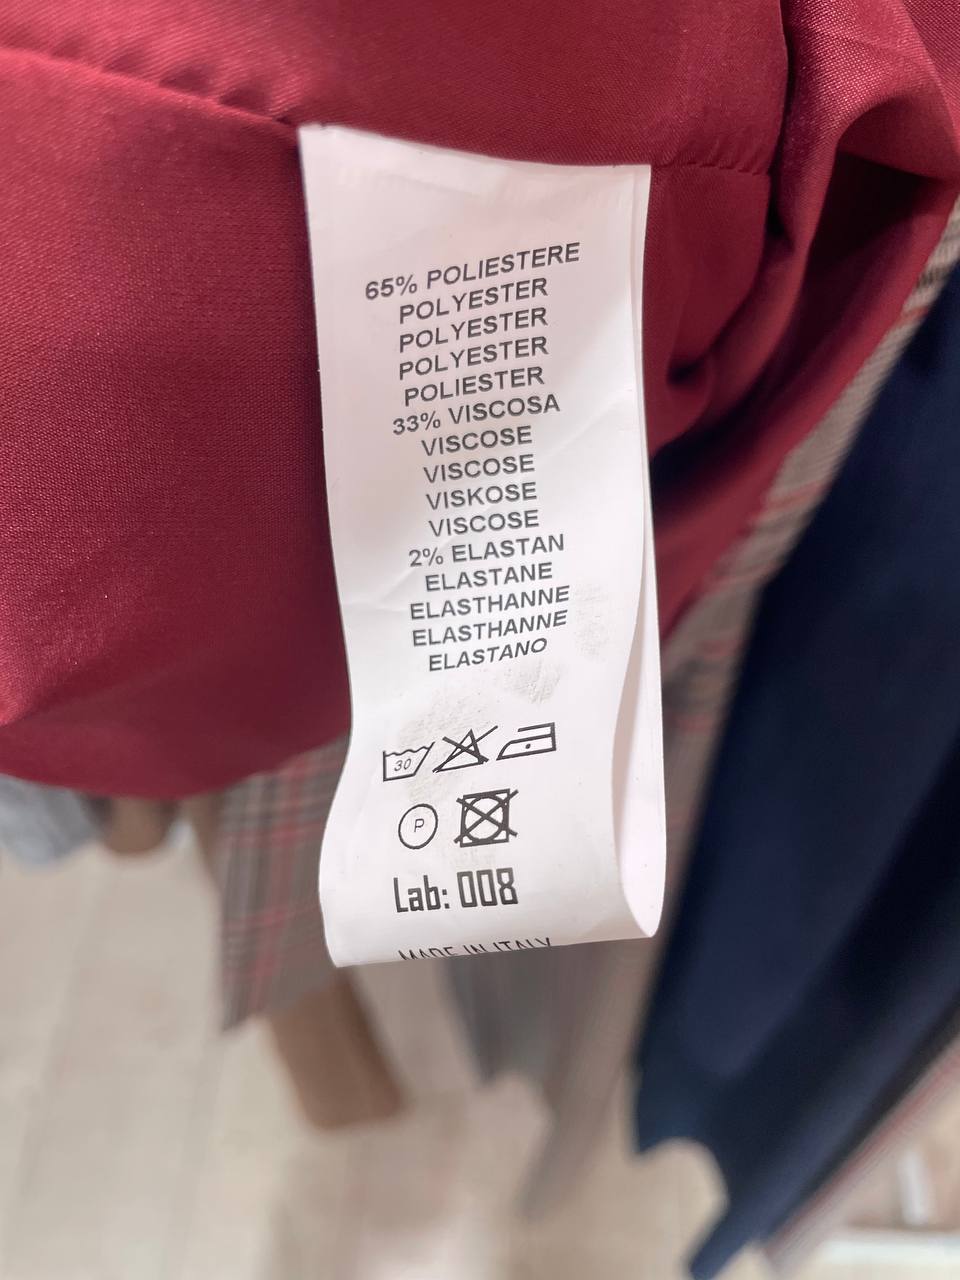 65% POLIESTERE
POLYESTER
POLYESTER
POLYESTER
POLIESTER
33% VISCOSA
VISCOSE
VISCOSE
VISKOSE
VISCOSE
2% ELASTAN
ELASTANE
ELASTHANNE
ELASTHANNE
ELASTANO
30
P
Lab: 008
MADE IN ITALY